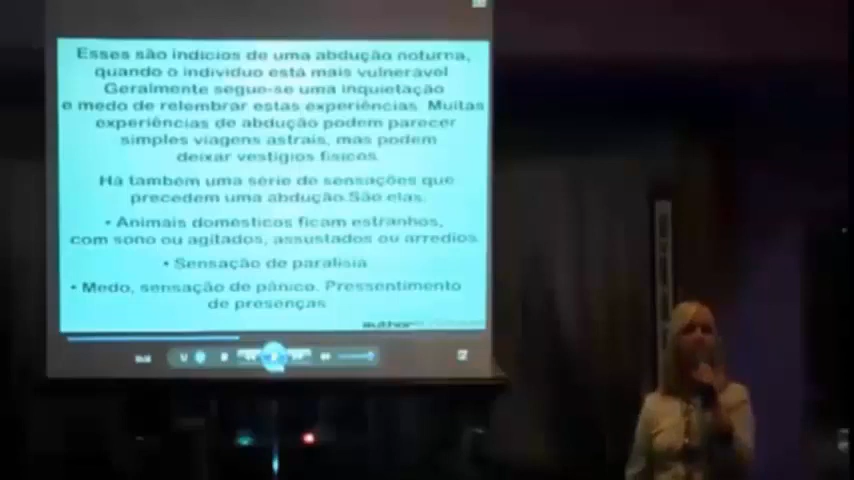 Esses são indícios de uma abdução noturna,
quando o indivíduo está mais vulnerável
Geralmente segue-se uma inquietação
e medo de relembrar estas experiências. Muitas
experiências de abdução podem parecer
simples viagens astrais, mas podem
deixar vestígios físicos.
Há também uma série de sensações que
precedem uma abdução.São elas:
• Animais domésticos ficam estranhos,
com sono ou agitados, assustados ou arredios.
• Sensação de paralisia
• Medo, sensação de pânico. Pressentimento
de presenças
author